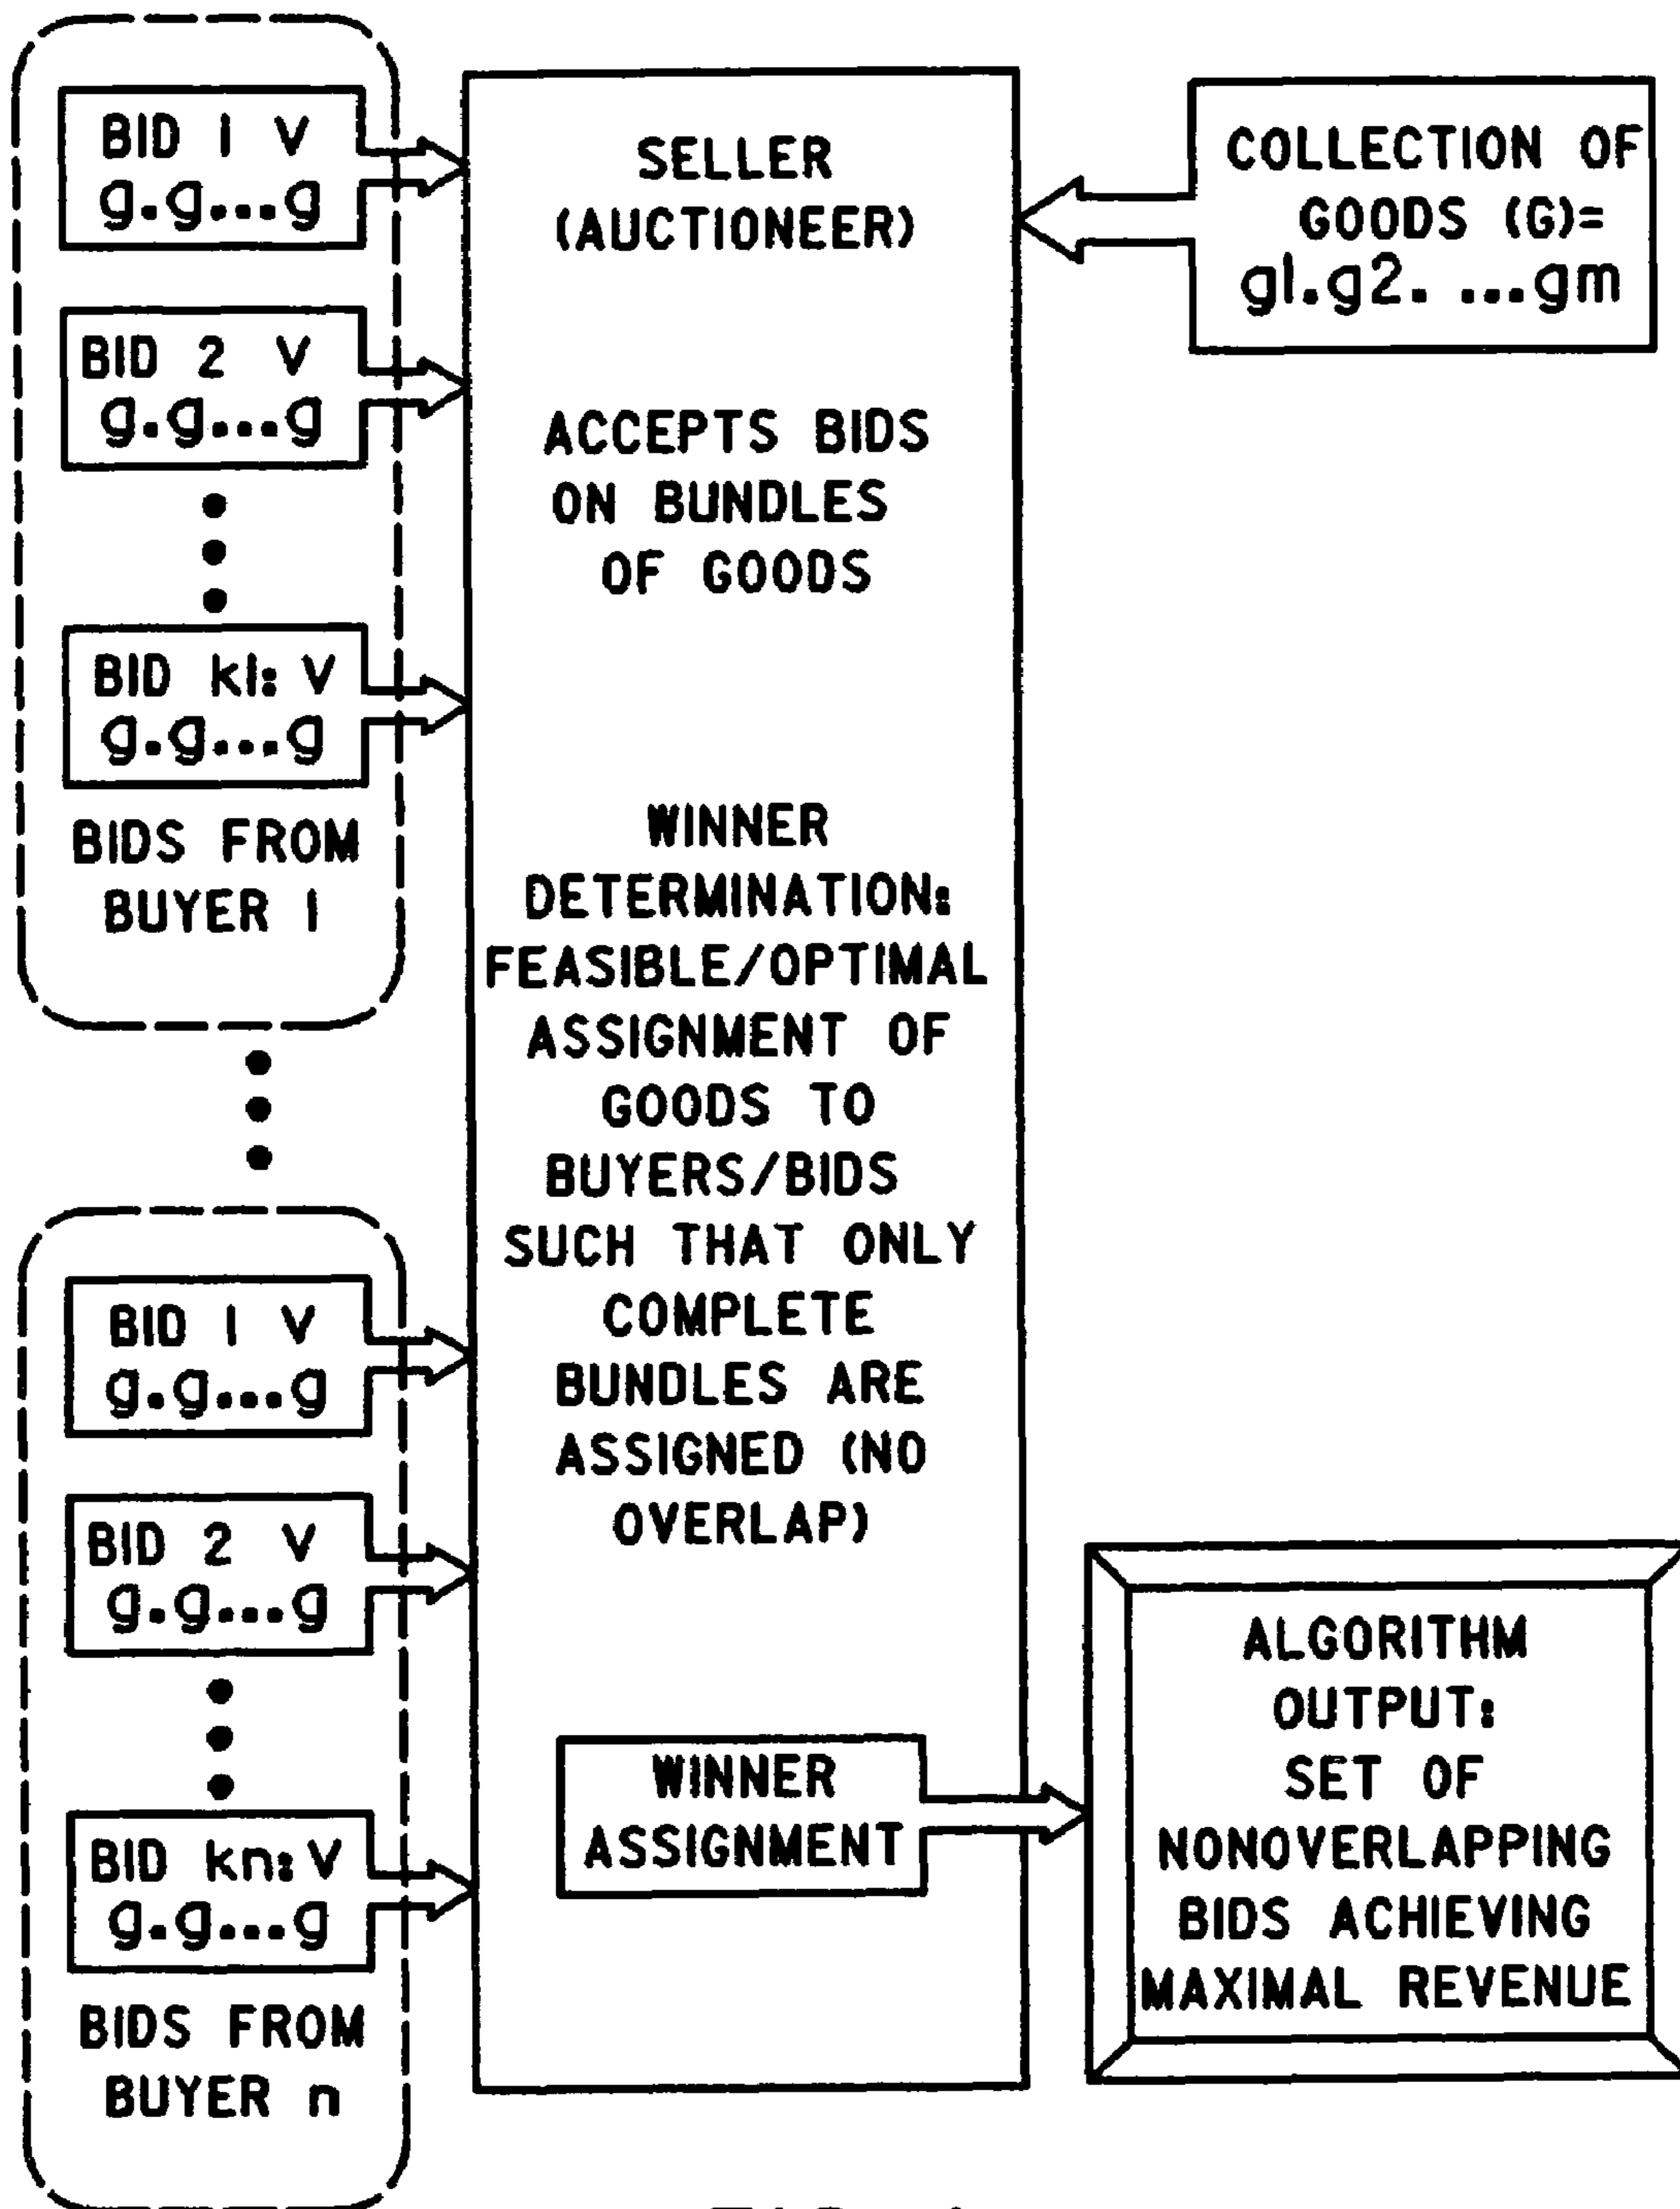 BID 1 V
g.g...g
BID 2 V
g.g...g
BID k1: V
g.g...g
BIDS FROM
BUYER 1
BID 1 V
g.g...g
BID 2 V
g.g...g
BID kn: V
g.g...g
BIDS FROM
BUYER n
SELLER
(AUCTIONEER)
ACCEPTS BIDS
ON BUNDLES
OF GOODS
WINNER
DETERMINATION:
FEASIBLE/OPTIMAL
ASSIGNMENT OF
GOODS TO
BUYERS/BIDS
SUCH THAT ONLY
COMPLETE
BUNDLES ARE
ASSIGNED (NO
OVERLAP)
WINNER
ASSIGNMENT
COLLECTION OF
GOODS (G)=
g1.g2. ...gm
ALGORITHM
OUTPUT:
SET OF
NONOVERLAPPING
BIDS ACHIEVING
MAXIMAL REVENUE